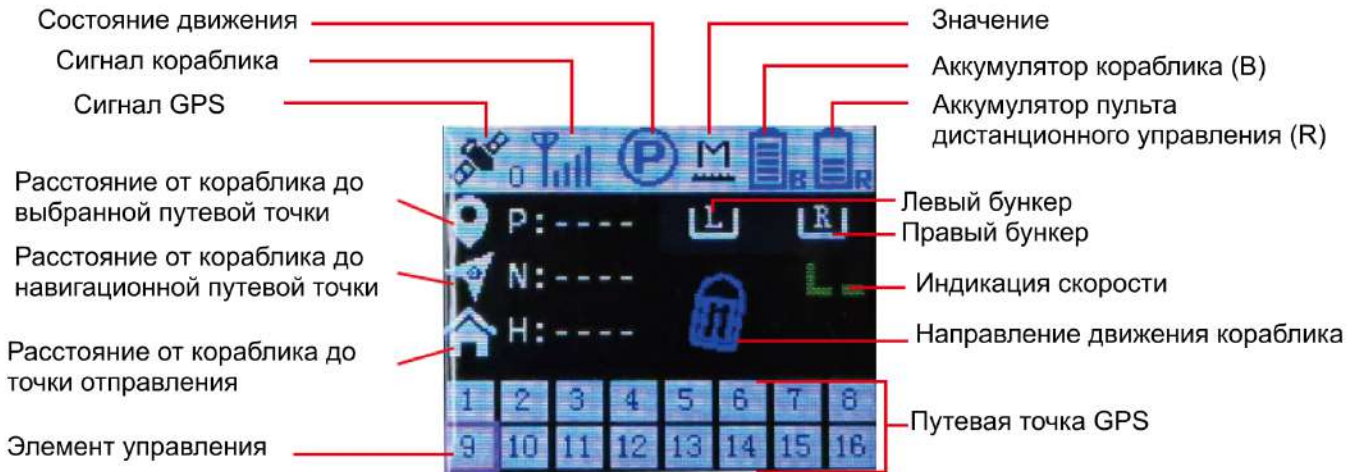 Состояние движения
Сигнал кораблика
Сигнал GPS
Расстояние от кораблика до
выбранной путевой точки
Расстояние от кораблика до
навигационной путевой точки
Расстояние от кораблика до
точки отправления
Элемент управления
Значение
Аккумулятор кораблика (B)
Аккумулятор пульта
дистанционного управления (R)
Левый бункер
Правый бункер
Индикация скорости
Направление движения кораблика
Путевая точка GPS
0 P M B R
P:---- L R
N:---- L-
H:----
1 2 3 4 5 6 7 8
9 10 11 12 13 14 15 16